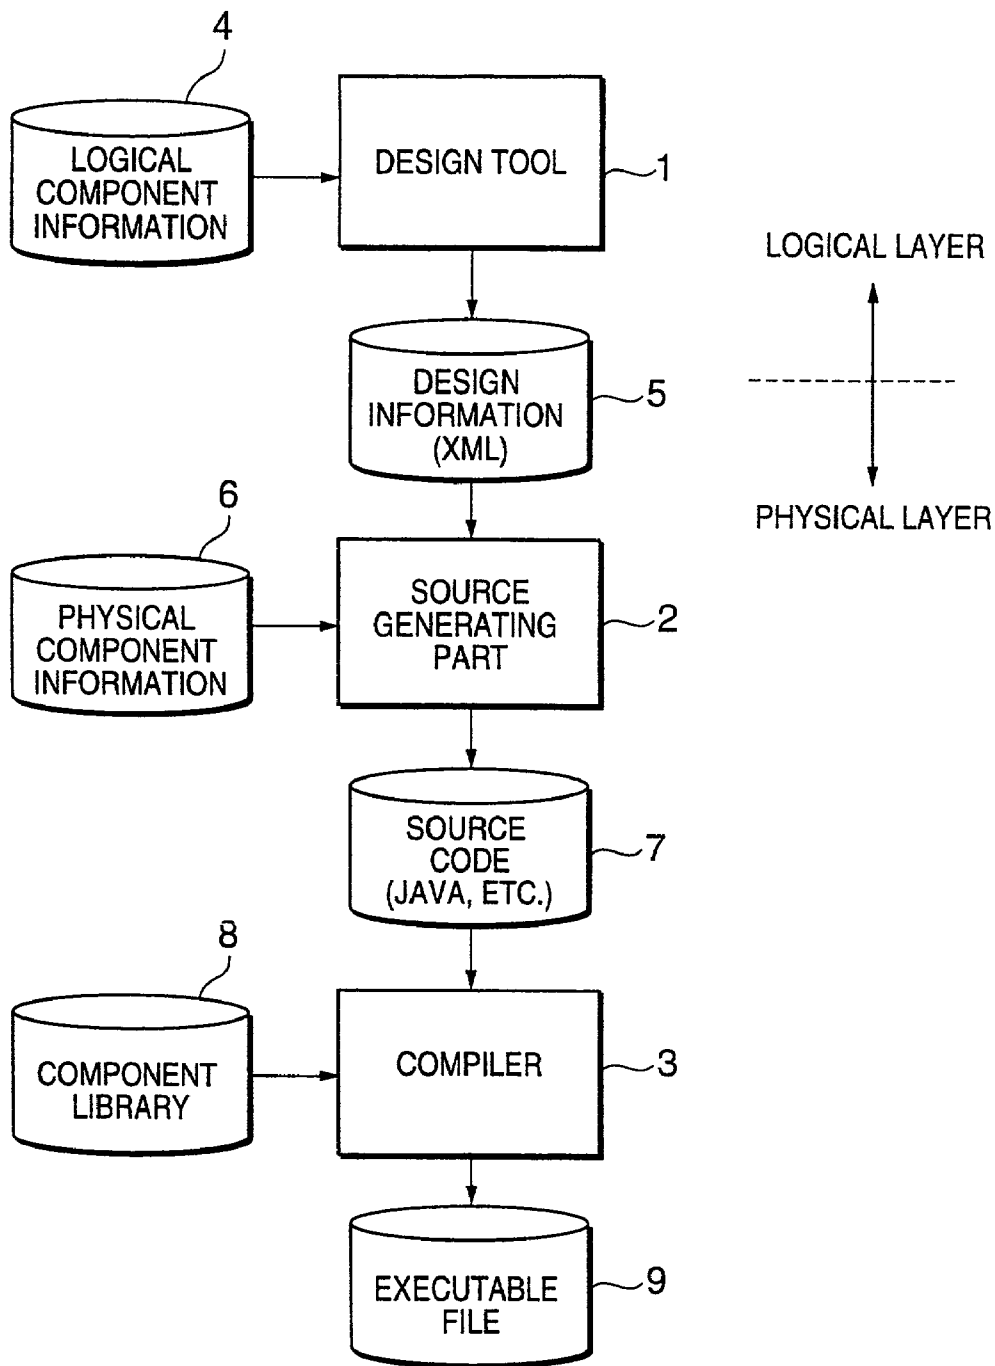 4
LOGICAL
COMPONENT
INFORMATION
DESIGN TOOL
1
LOGICAL LAYER
DESIGN
INFORMATION
(XML)
5
PHYSICAL LAYER
6
PHYSICAL
COMPONENT
INFORMATION
SOURCE
GENERATING
PART
2
SOURCE
CODE
(JAVA, ETC.)
7
8
COMPONENT
LIBRARY
COMPILER
3
EXECUTABLE
FILE
9